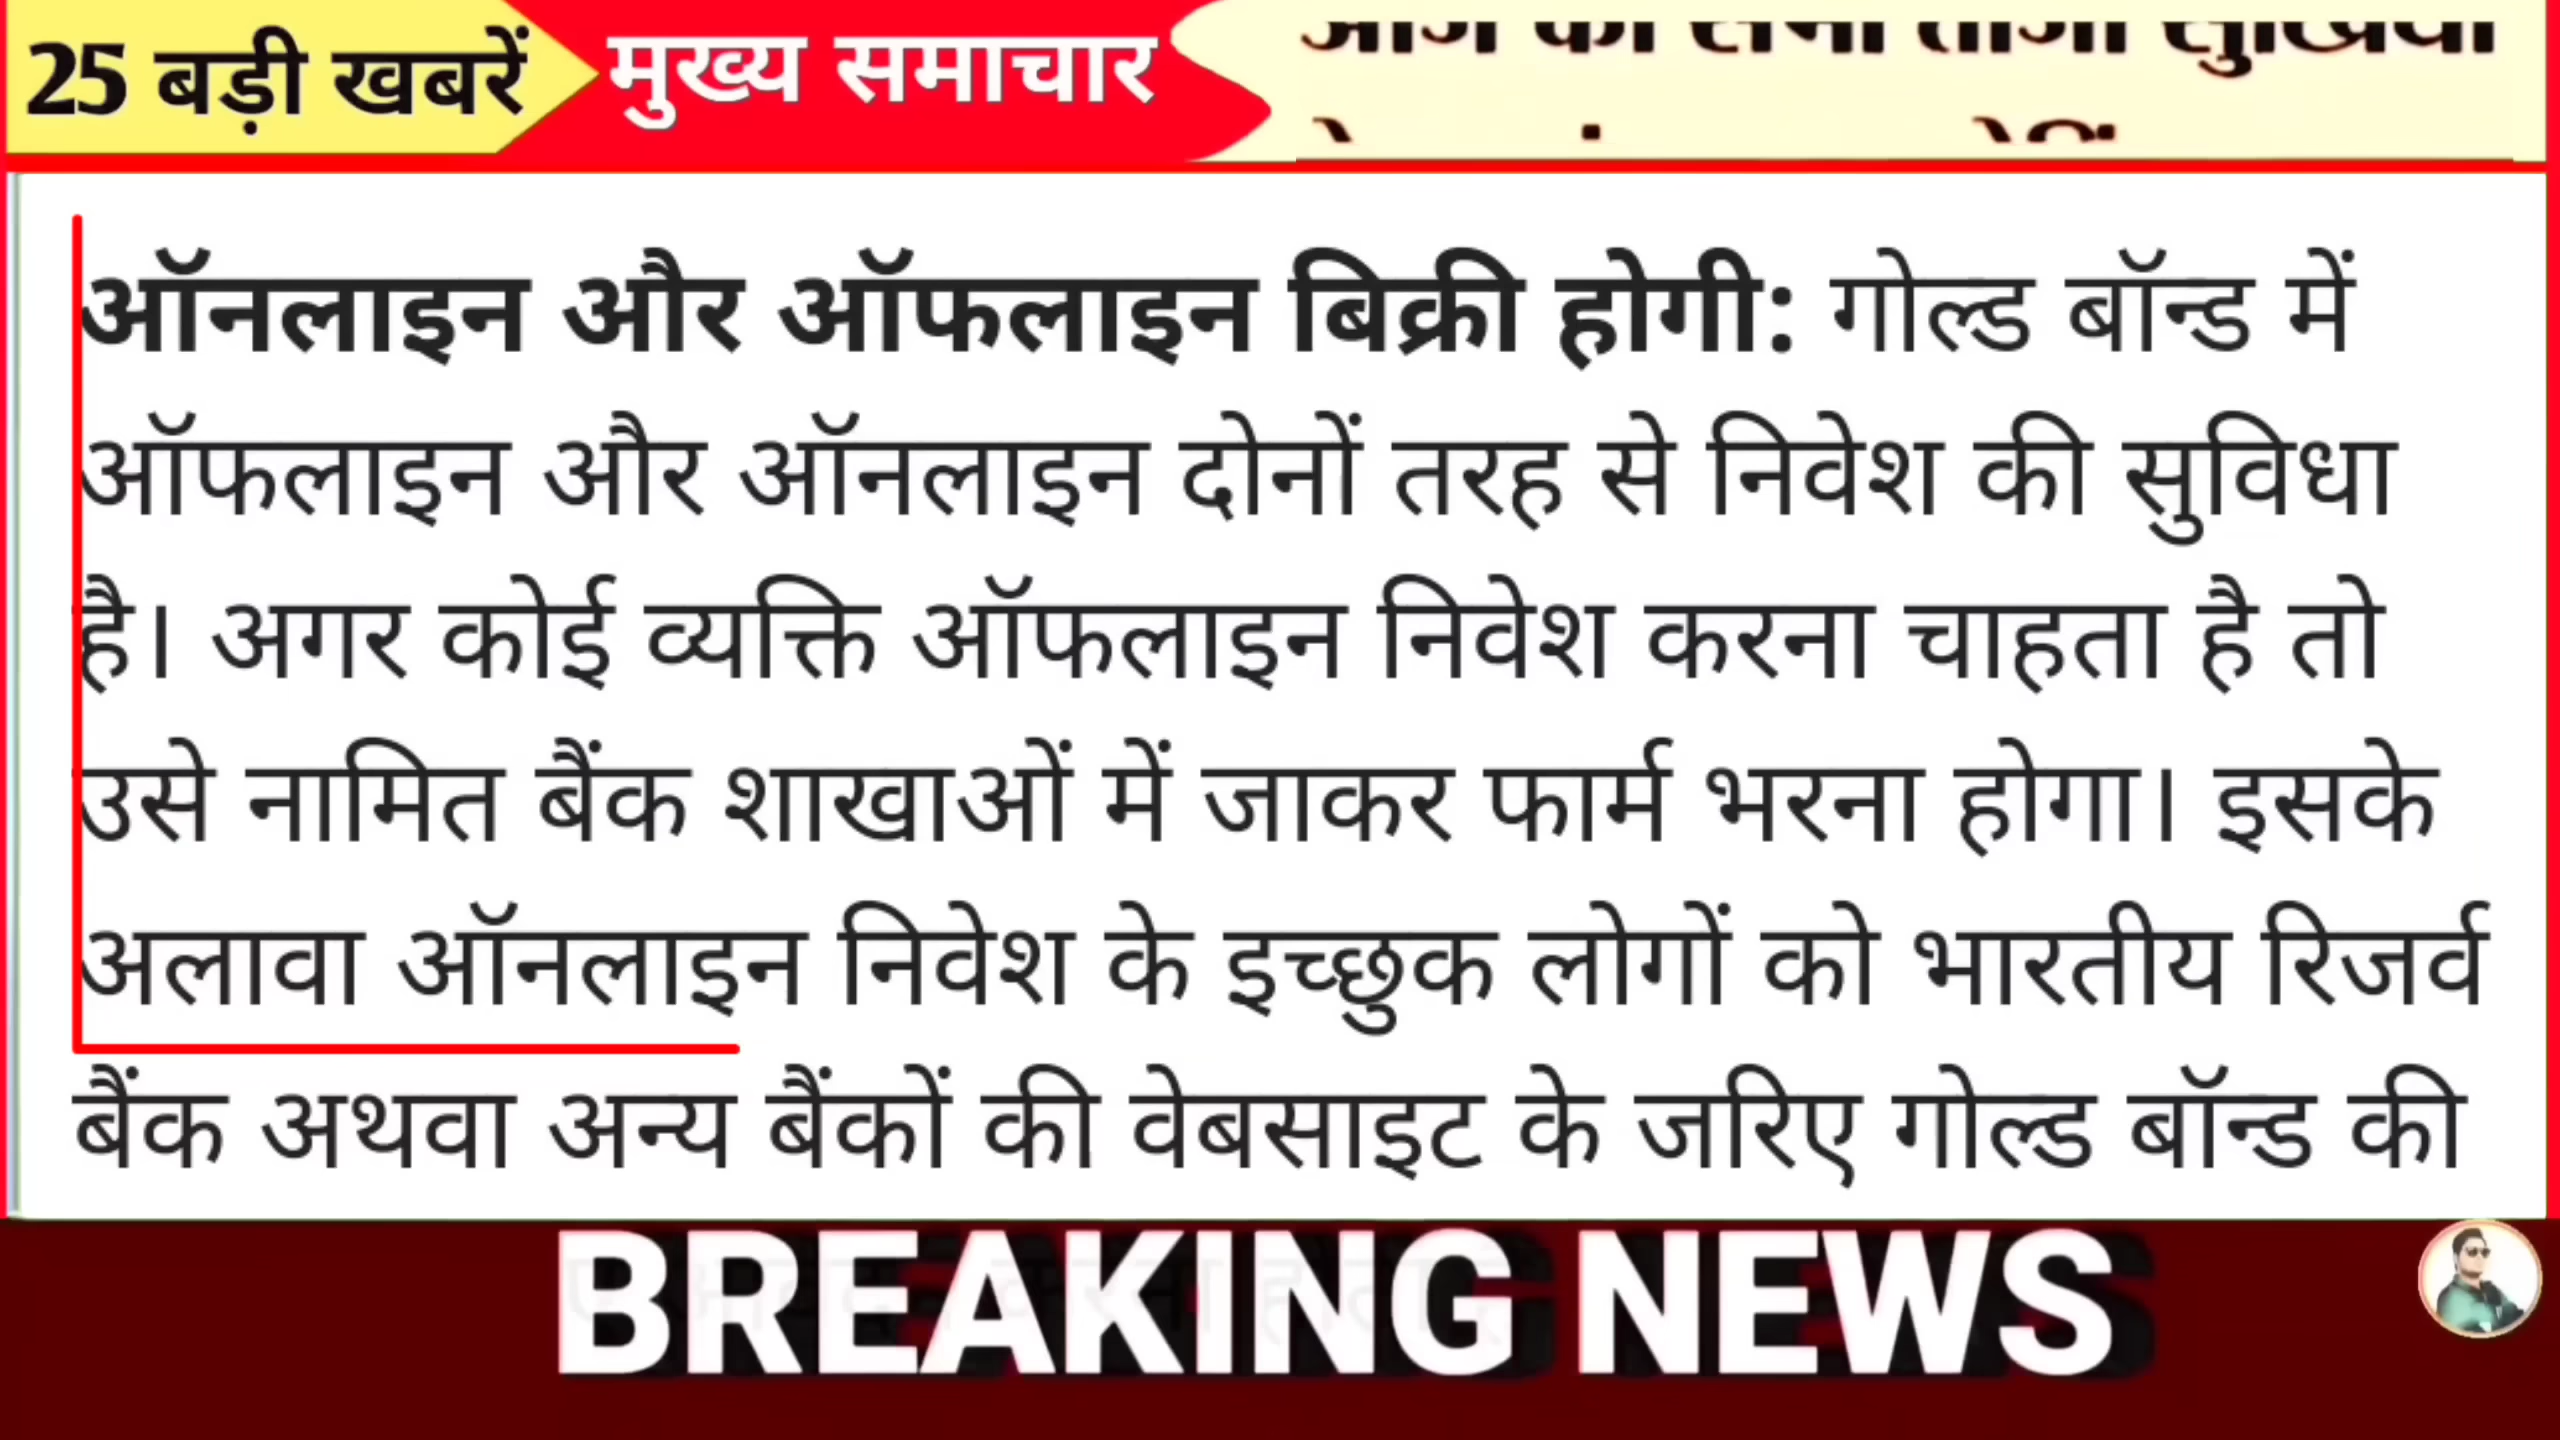 25 बड़ी खबरें
मुख्य समाचार
ऑनलाइन और ऑफलाइन बिक्री होगी: गोल्ड बॉन्ड में
ऑफलाइन और ऑनलाइन दोनों तरह से निवेश की सुविधा
है। अगर कोई व्यक्ति ऑफलाइन निवेश करना चाहता है तो
उसे नामित बैंक शाखाओं में जाकर फार्म भरना होगा। इसके
अलावा ऑनलाइन निवेश के इच्छुक लोगों को भारतीय रिजर्व
बैंक अथवा अन्य बैंकों की वेबसाइट के जरिए गोल्ड बॉन्ड की
BREAKING NEWS